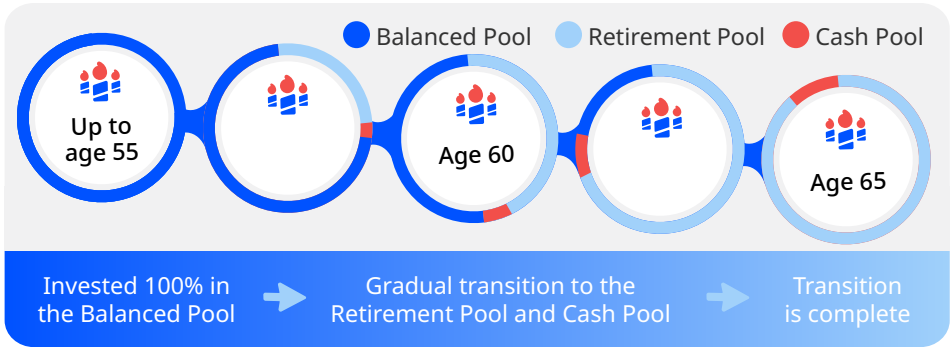 Balanced Pool
Retirement Pool
Cash Pool
Up to
age 55
Age 60
Age 65
Invested 100% in
the Balanced Pool
Gradual transition to the
Retirement Pool and Cash Pool
Transition
is complete